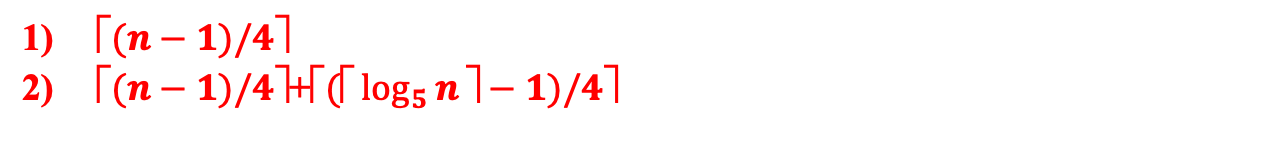 1) ⌈(n − 1)/4⌉
2) ⌈(n − 1)/4⌉+⌈(⌈ log₅ n ⌉ − 1)/4⌉